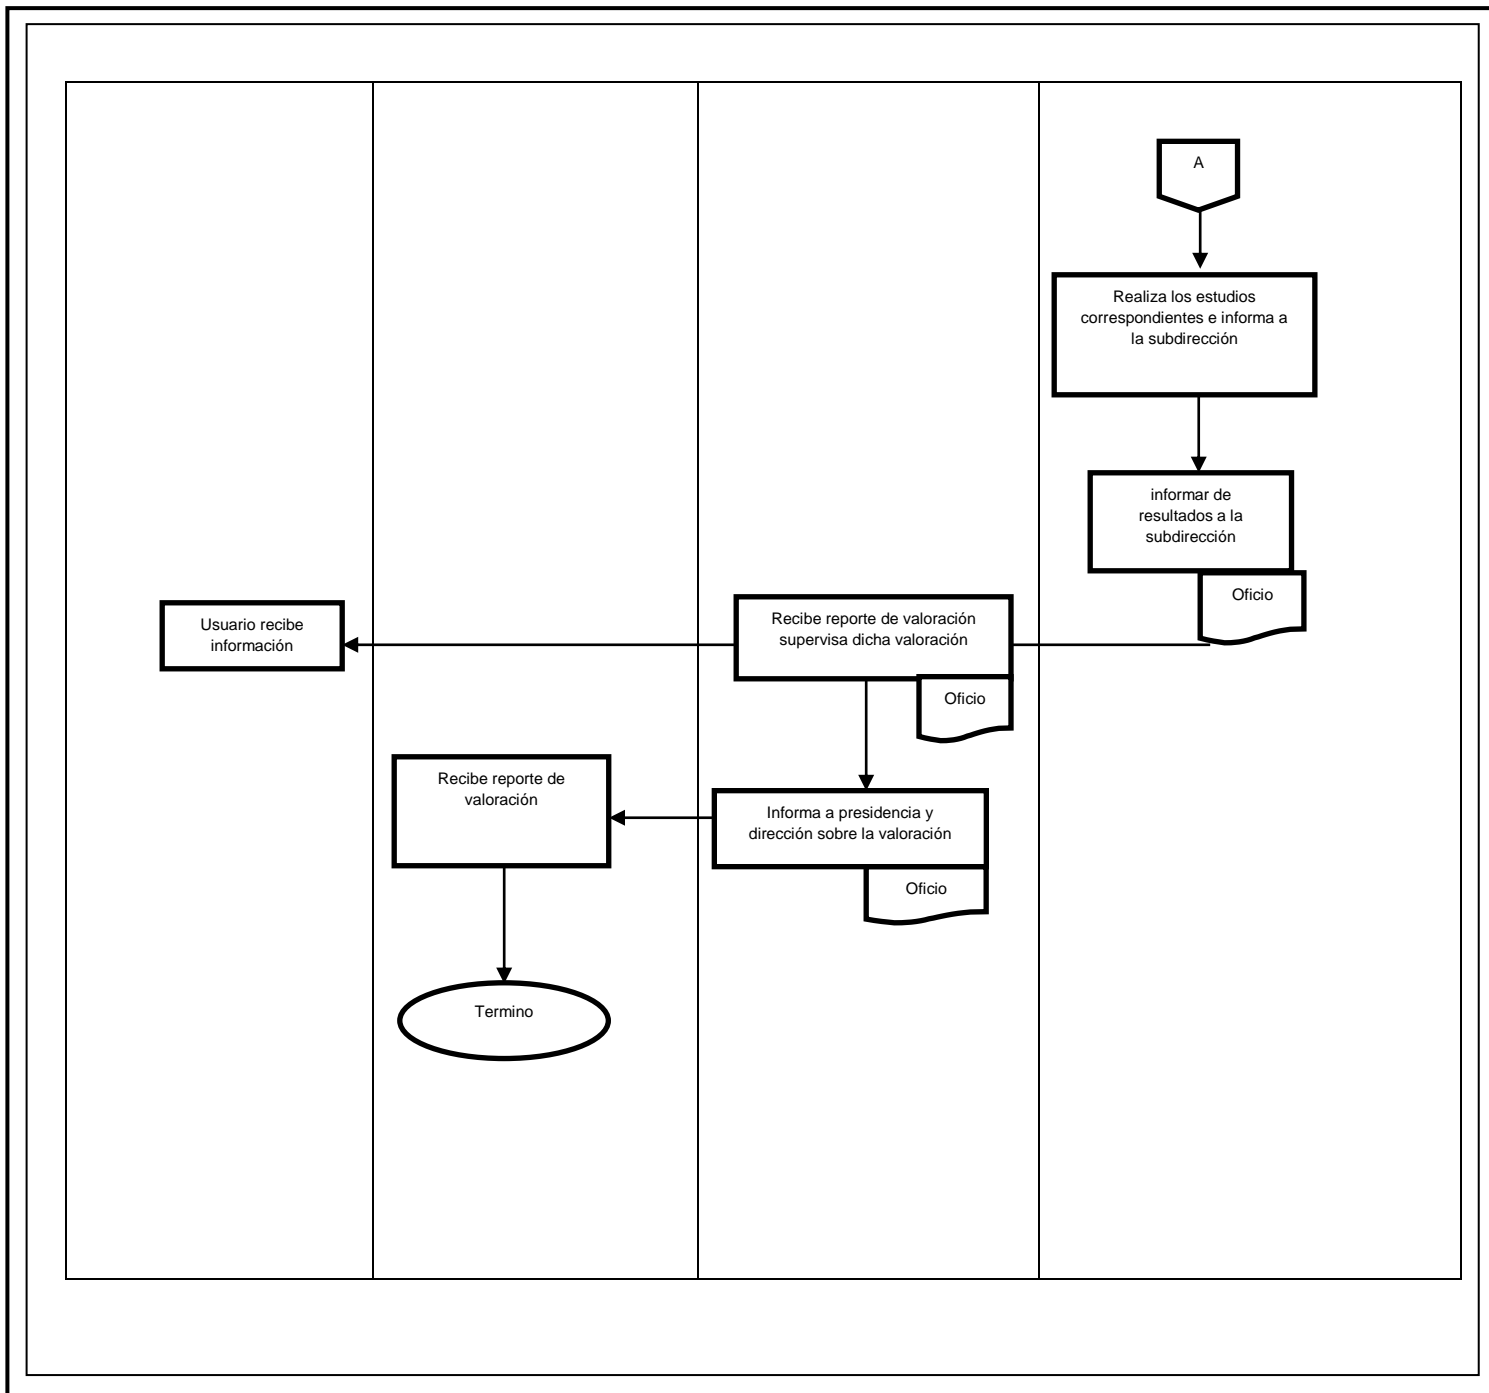 A
Realiza los estudios
correspondientes e informa a
la subdirección
informar de
resultados a la
subdirección
Oficio
Recibe reporte de valoración
supervisa dicha valoración
Oficio
Usuario recibe
información
Informa a presidencia y
dirección sobre la valoración
Oficio
Recibe reporte de
valoración
Termino